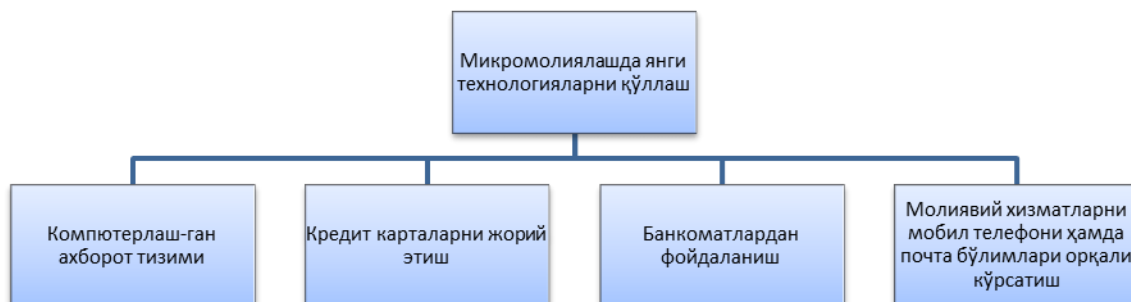 Микромолиялашда янги
технологияларни қўллаш
Компютерлаш-ган
ахборот тизими
Кредит карталарни жорий
этиш
Банкоматлардан
фойдаланиш
Молиявий хизматларни
мобил телефони ҳамда
почта бўлимлари орқали
кўрсатиш